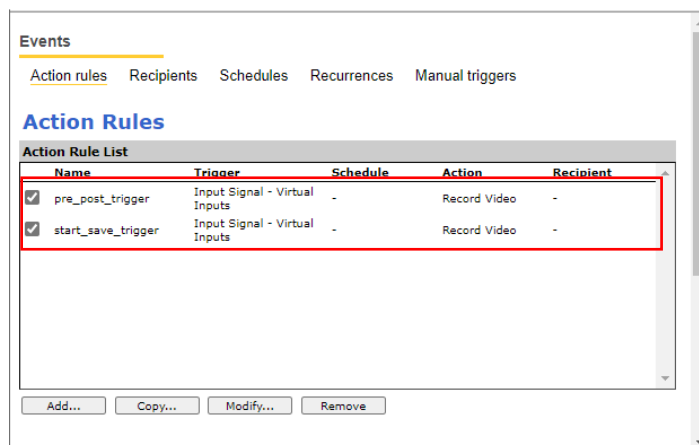 Events
Action rules Recipients Schedules Recurrences Manual triggers
Action Rules
Action Rule List
Name Trigger Schedule Action Recipient
pre_post_trigger Input Signal - Virtual Inputs - Record Video -
start_save_trigger Input Signal - Virtual Inputs - Record Video -
Add... Copy... Modify... Remove